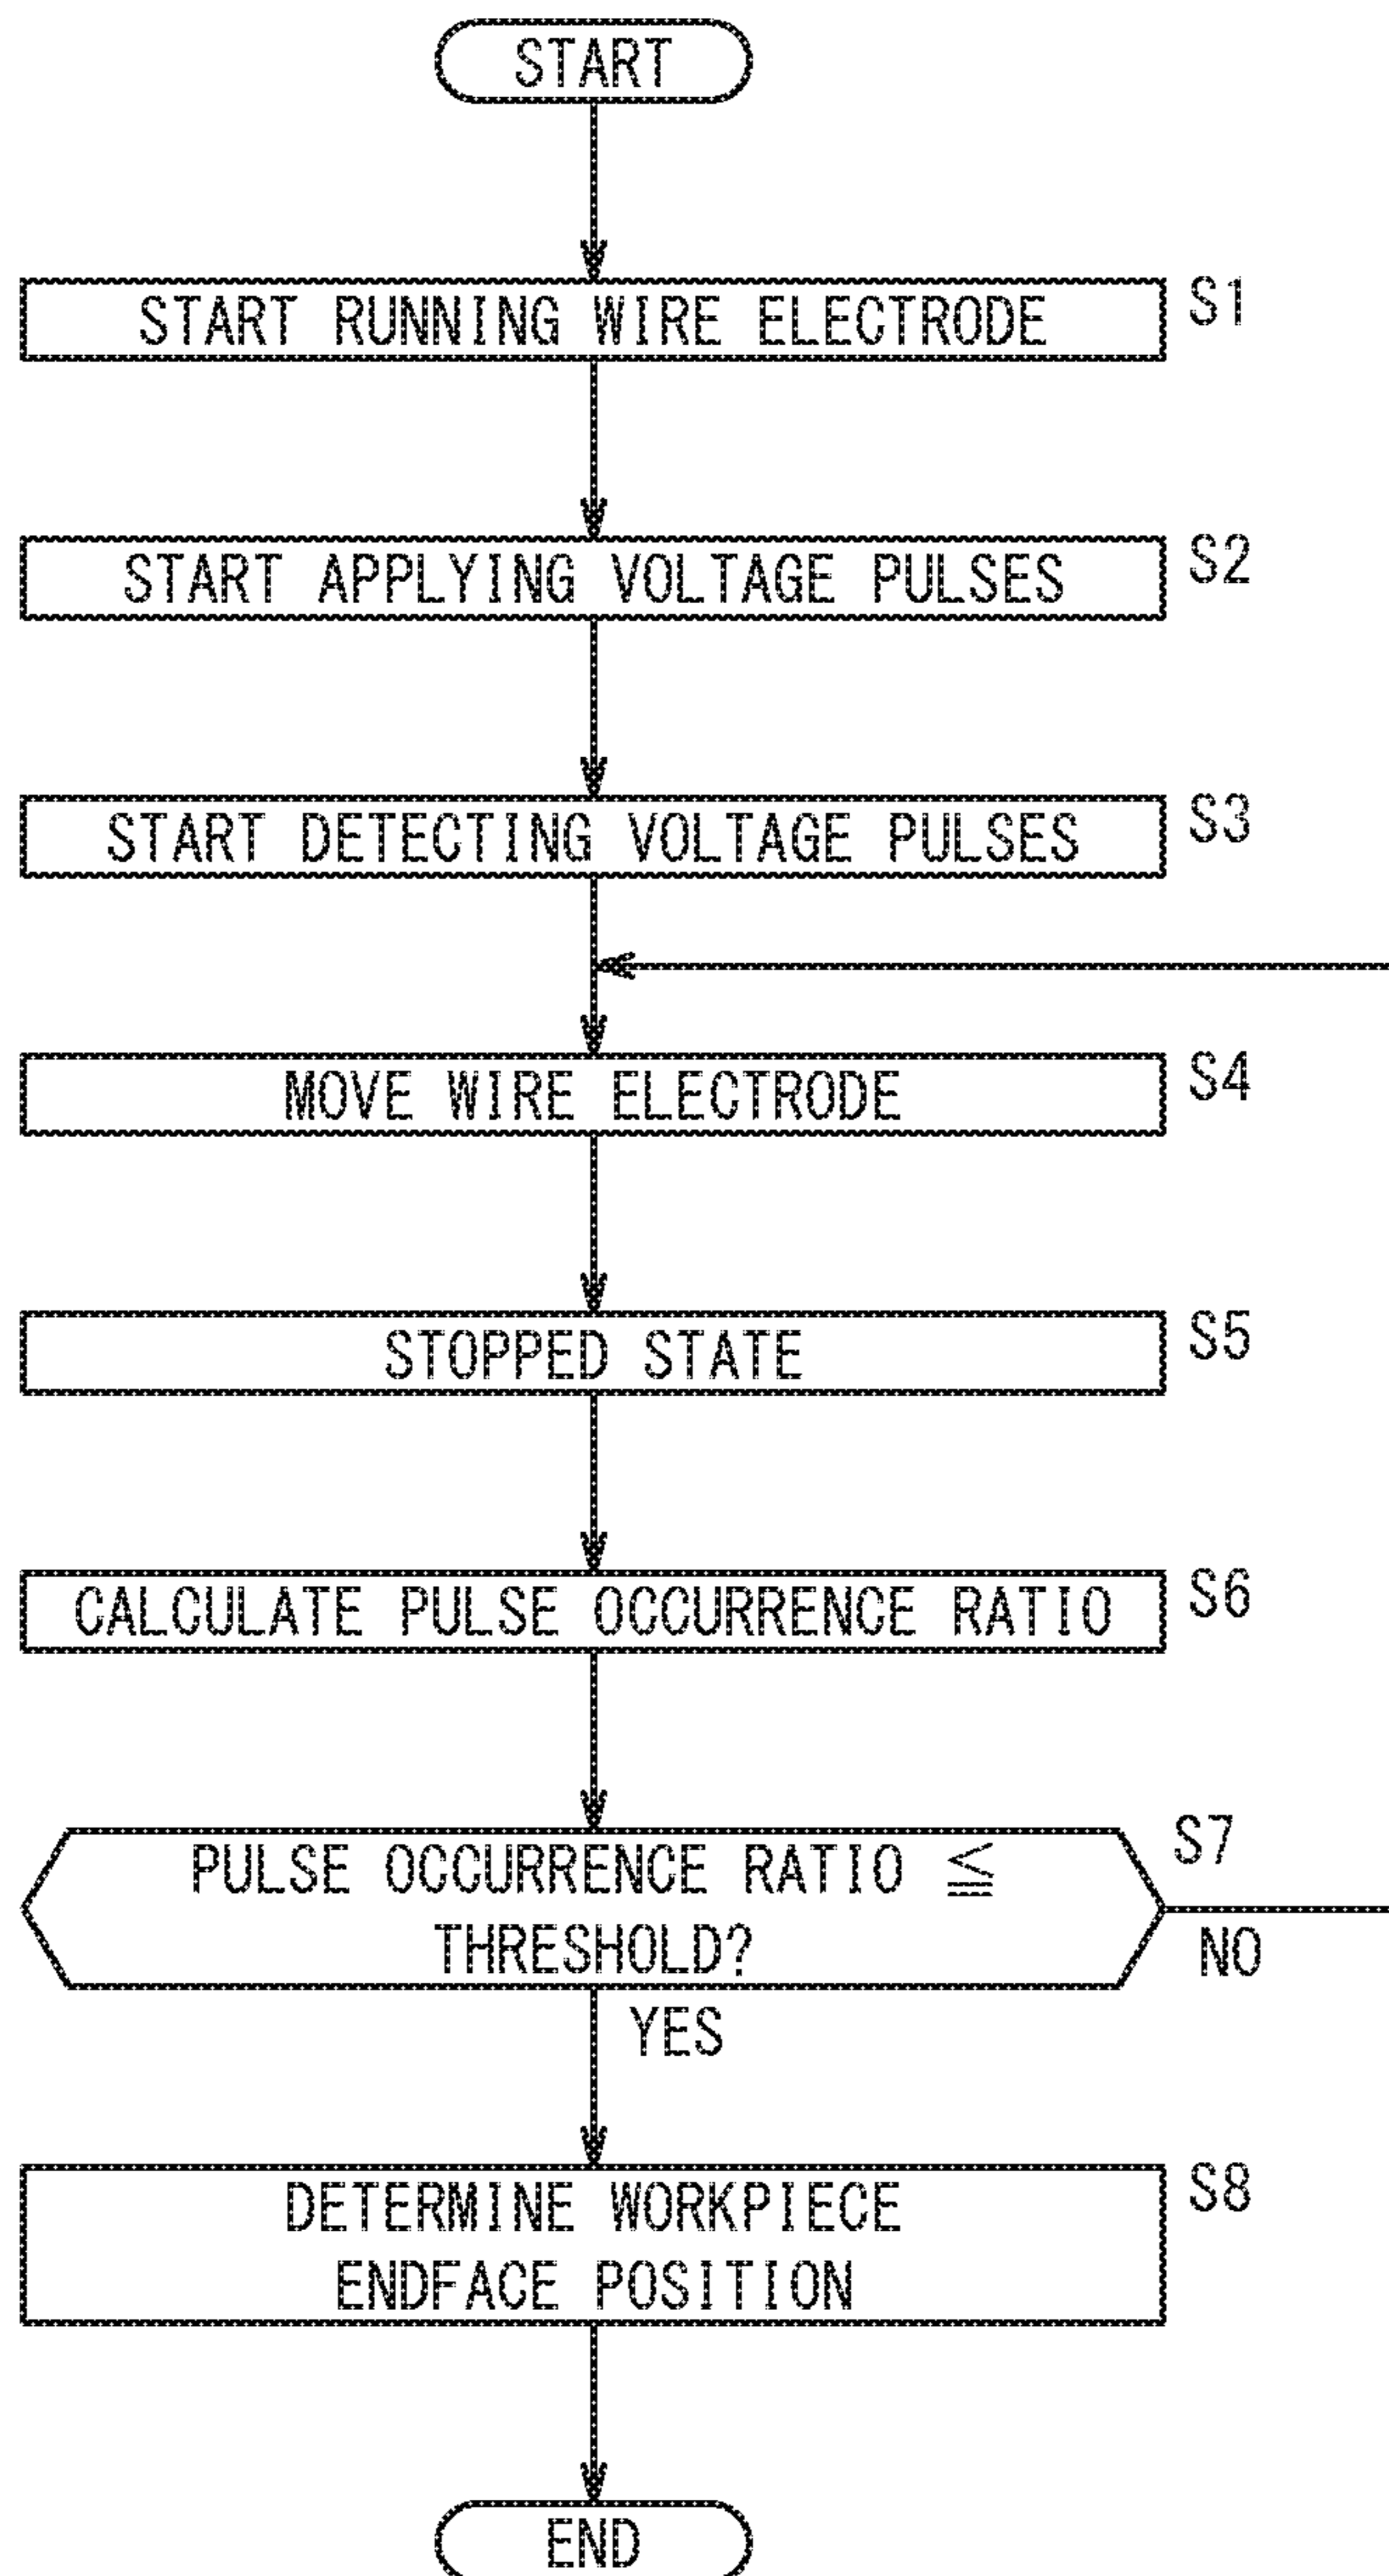 START
START RUNNING WIRE ELECTRODE
S1
START APPLYING VOLTAGE PULSES
S2
START DETECTING VOLTAGE PULSES
S3
MOVE WIRE ELECTRODE
S4
STOPPED STATE
S5
CALCULATE PULSE OCCURRENCE RATIO
S6
PULSE OCCURRENCE RATIO ≦
THRESHOLD?
S7
NO
YES
DETERMINE WORKPIECE
ENDFACE POSITION
S8
END